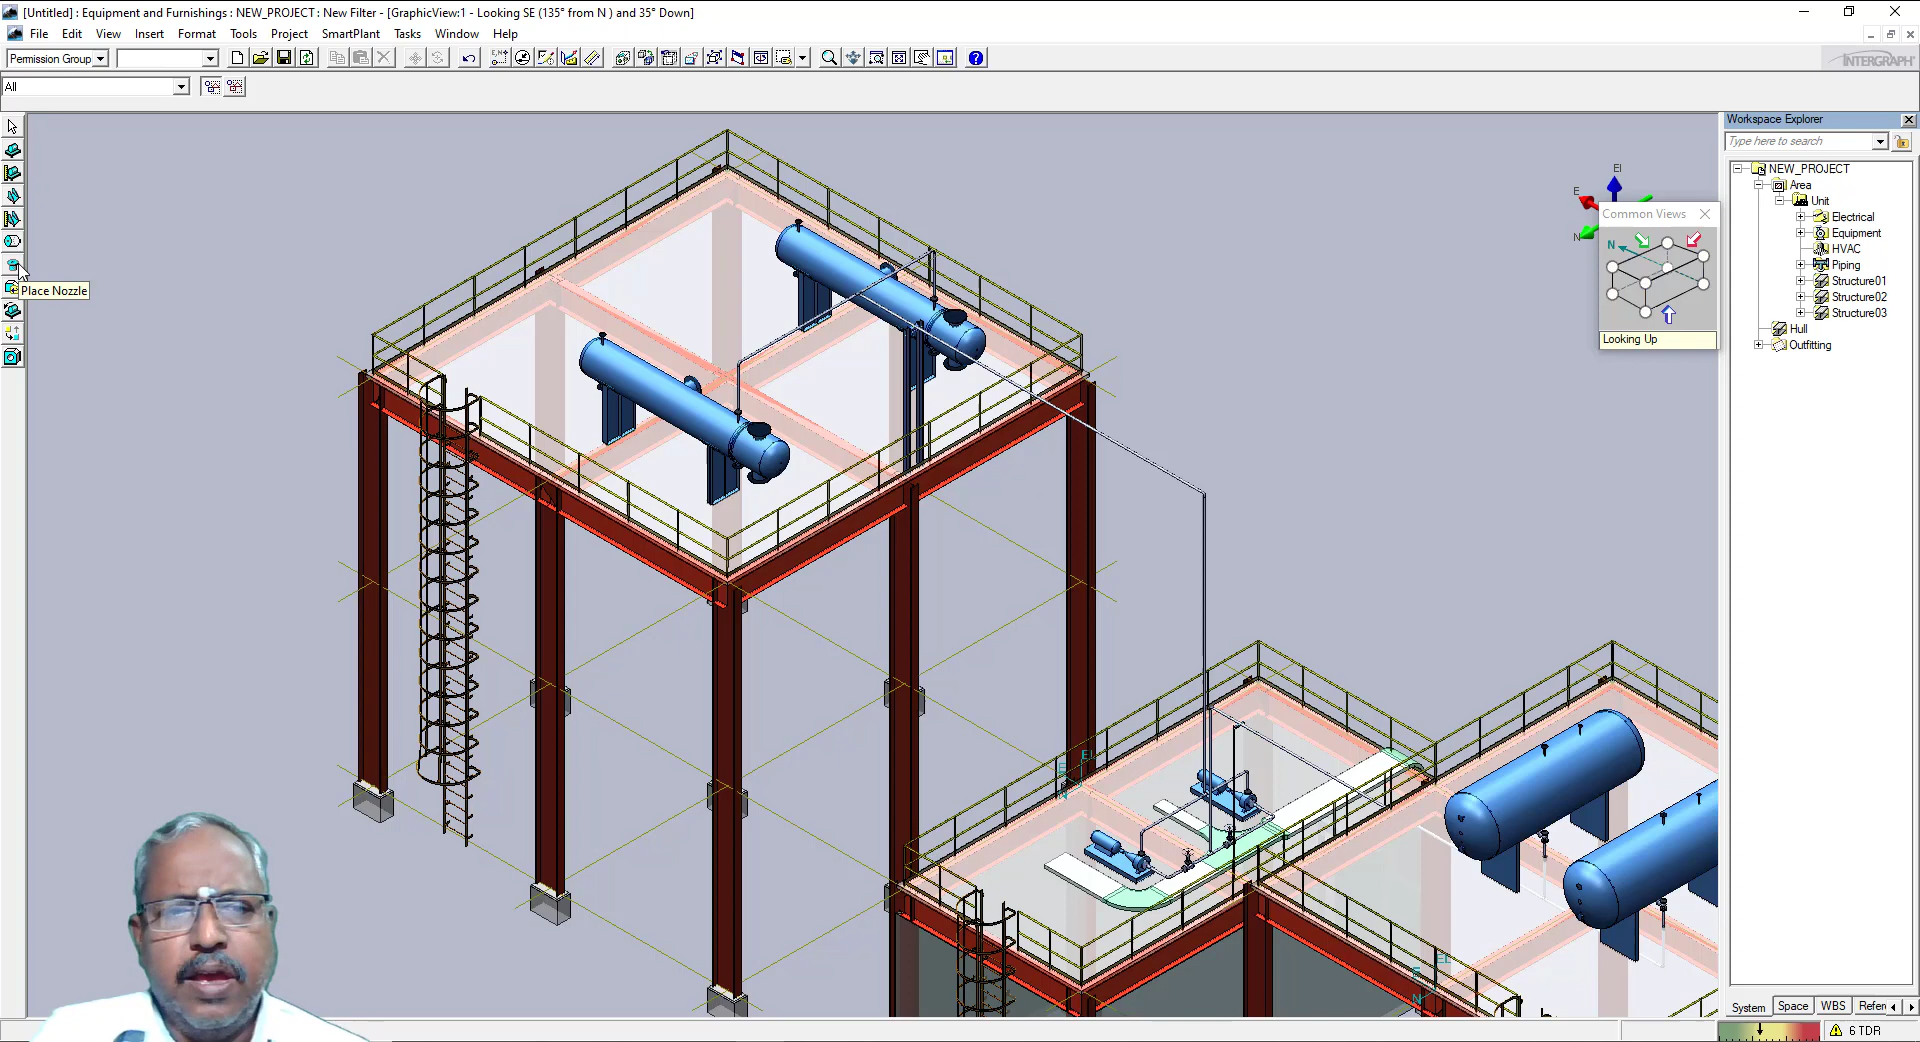 [Untitled] : Equipment and Furnishings : NEW_PROJECT : New Filter - [GraphicView:1 - Looking SE (135° from N ) and 35° Down]
File Edit View Insert Format Tools Project SmartPlant Tasks Window Help
Permission Group
INTERGRAPH
All
Workspace Explorer
Type here to search
NEW_PROJECT
Area
Unit
Electrical
Equipment
HVAC
Piping
Structure01
Structure02
Structure03
Hull
Outfitting
El
E
N
Common Views
N
Looking Up
Place Nozzle
El
E
N
El
E
N
System Space WBS Referen
6 TDR